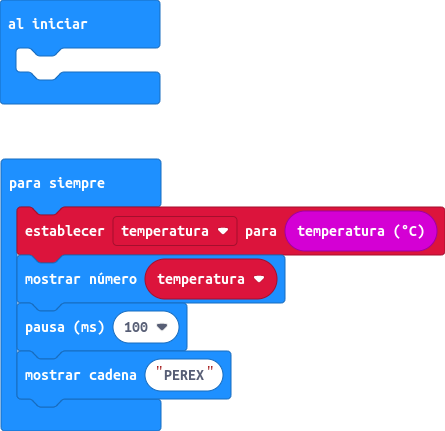 al iniciar
para siempre
establecer temperatura para temperatura (°C)
mostrar número temperatura
pausa (ms) 100
mostrar cadena "PEREX"